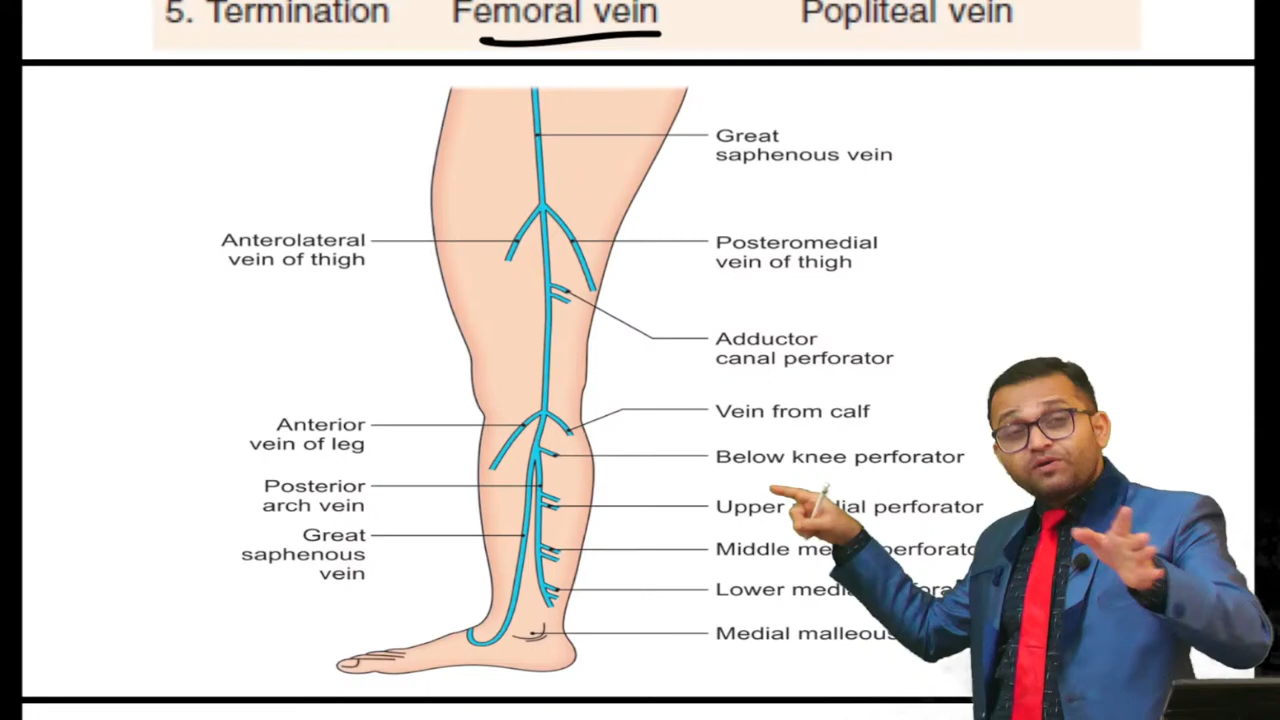 5. Termination Femoral vein Popliteal vein
Great
saphenous vein
Anterolateral
vein of thigh
Posteromedial
vein of thigh
Adductor
canal perforator
Vein from calf
Anterior
vein of leg
Below knee perforator
Posterior
arch vein
Upper perforator
Great
saphenous
vein
Middle
Lower
Medial malleous